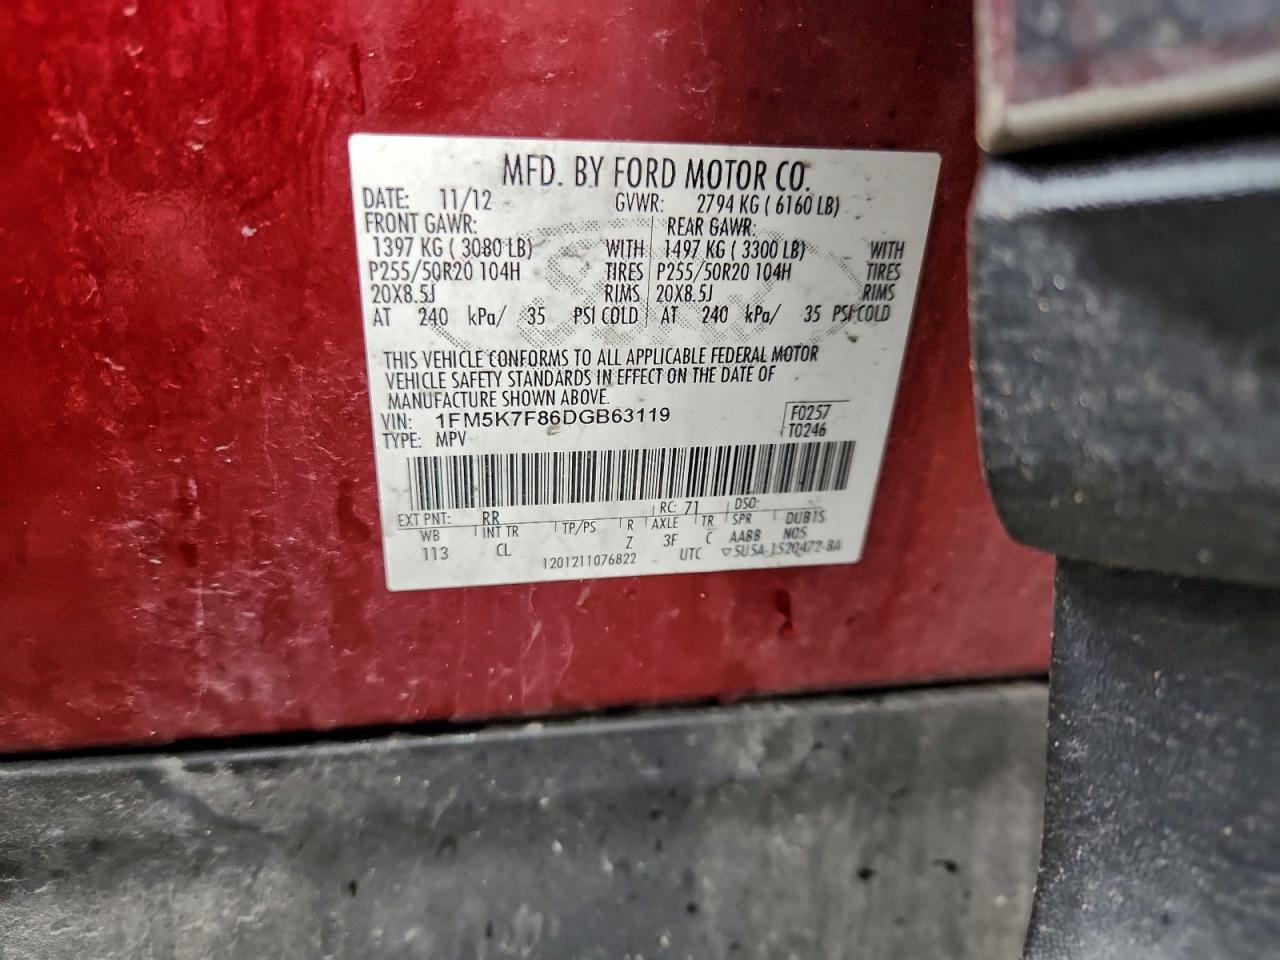 MFD. BY FORD MOTOR CO.
DATE: 11/12 GVWR: 2794 KG ( 6160 LB)
FRONT GAWR: REAR GAWR:
1397 KG ( 3080 LB) WITH 1497 KG ( 3300 LB) WITH
P255/50R20 104H TIRES P255/50R20 104H TIRES
20X8.5J RIMS 20X8.5J RIMS
AT 240 kPa/ 35 PSI COLD AT 240 kPa/ 35 PSI COLD
THIS VEHICLE CONFORMS TO ALL APPLICABLE FEDERAL MOTOR
VEHICLE SAFETY STANDARDS IN EFFECT ON THE DATE OF
MANUFACTURE SHOWN ABOVE.
VIN: 1FM5K7F86DGB63119 F0257
TYPE: MPV T0246
EXT PNT: RR RC: 71 DSO:
WB INT TR TP/PS R AXLE TR SPR DUB1S
113 CL Z 3F C AABB NOS
1201211076822 UTC ▽5U5A-1520472-BA